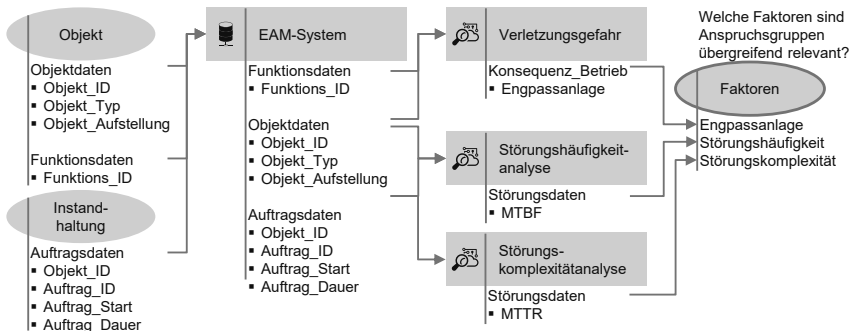 Objekt
Objektdaten
▪ Objekt_ID
▪ Objekt_Typ
▪ Objekt_Aufstellung
Funktionsdaten
▪ Funktions_ID
Instand-
haltung
Auftragsdaten
▪ Objekt_ID
▪ Auftrag_ID
▪ Auftrag_Start
▪ Auftrag_Dauer
EAM-System
Funktionsdaten
▪ Funktions_ID
Objektdaten
▪ Objekt_ID
▪ Objekt_Typ
▪ Objekt_Aufstellung
Auftragsdaten
▪ Objekt_ID
▪ Auftrag_ID
▪ Auftrag_Start
▪ Auftrag_Dauer
Verletzungsgefahr
Konsequenz_Betrieb
▪ Engpassanlage
Störungshäufigkeit-
analyse
Störungsdaten
▪ MTBF
Störungs-
komplexitätanalyse
Störungsdaten
▪ MTTR
Welche Faktoren sind
Anspruchsgruppen
übergreifend relevant?
Faktoren
Engpassanlage
Störungshäufigkeit
Störungskomplexität